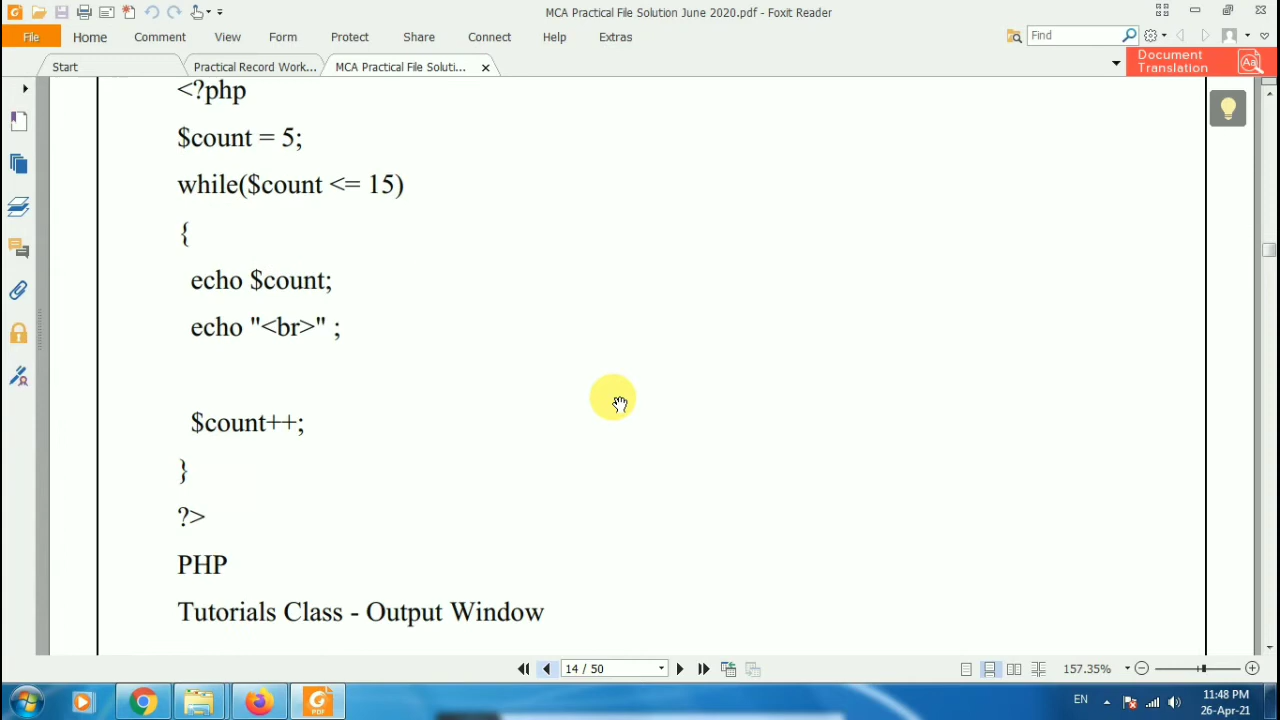 MCA Practical File Solution June 2020.pdf - Foxit Reader
File Home Comment View Form Protect Share Connect Help Extras Find
Start Practical Record Work... MCA Practical File Soluti... Document
Translation
<?php
$count = 5;
while($count <= 15)
{
echo $count;
echo "<br>" ;
$count++;
}
?>
PHP
Tutorials Class - Output Window
14 / 50 157.35%
EN 11:48 PM
26-Apr-21